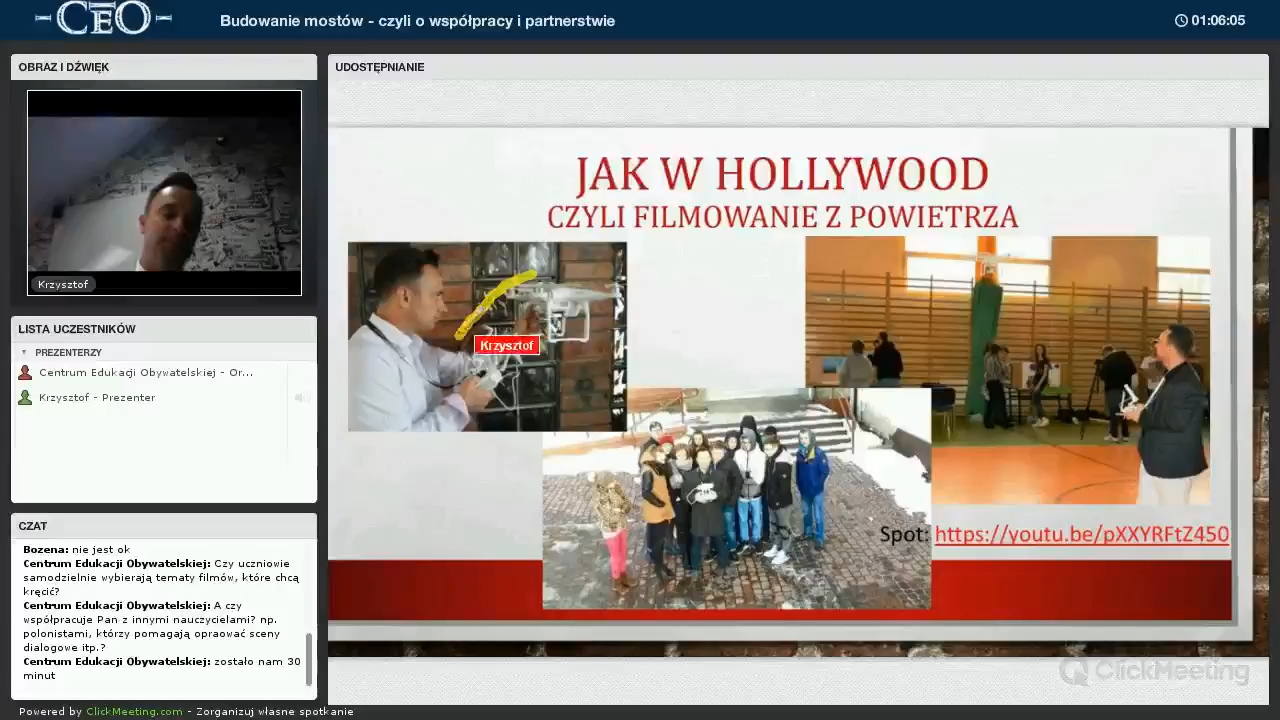 CEO
Budowanie mostów - czyli o współpracy i partnerstwie
01:06:05
OBRAZ I DŹWIĘK
Krzysztof
LISTA UCZESTNIKÓW
PREZENTERZY
Centrum Edukacji Obywatelskiej - Or...
Krzysztof - Prezenter
CZAT
Bozena: nie jest ok
Centrum Edukacji Obywatelskiej: Czy uczniowie
samodzielnie wybierają tematy filmów, które chcą
kręcić?
Centrum Edukacji Obywatelskiej: A czy
współpracuje Pan z innymi nauczycielami? np.
polonistami, którzy pomagają opraować sceny
dialogowe itp.?
Centrum Edukacji Obywatelskiej: zostało nam 30
minut
Powered by ClickMeeting.com - Zorganizuj własne spotkanie
UDOSTĘPNIANIE
JAK W HOLLYWOOD
CZYLI FILMOWANIE Z POWIETRZA
Krzysztof
Spot: https://youtu.be/pXXYRFtZ450
ClickMeeting